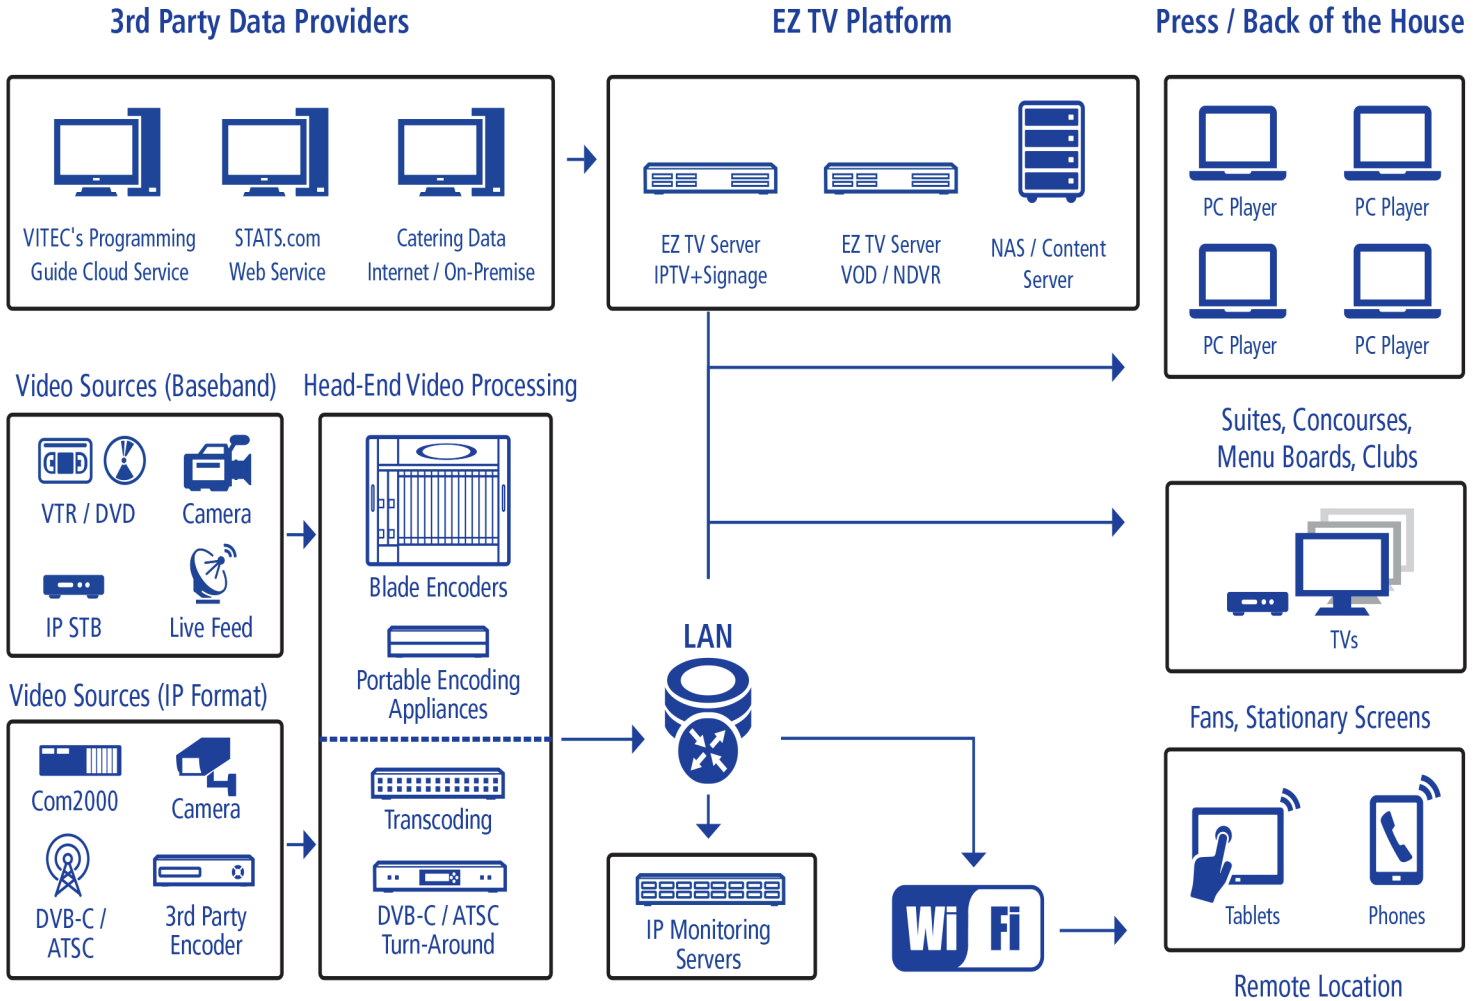 3rd Party Data Providers
EZ TV Platform
Press / Back of the House
VITEC's Programming
Guide Cloud Service
STATS.com
Web Service
Catering Data
Internet / On-Premise
EZ TV Server
IPTV+Signage
EZ TV Server
VOD / NDVR
NAS / Content
Server
PC Player
PC Player
PC Player
PC Player
Video Sources (Baseband)
VTR / DVD
Camera
IP STB
Live Feed
Head-End Video Processing
Blade Encoders
Portable Encoding
Appliances
Transcoding
DVB-C / ATSC
Turn-Around
Video Sources (IP Format)
Com2000
Camera
DVB-C /
ATSC
3rd Party
Encoder
LAN
IP Monitoring
Servers
Wi Fi
Suites, Concourses,
Menu Boards, Clubs
TVs
Fans, Stationary Screens
Tablets
Phones
Remote Location